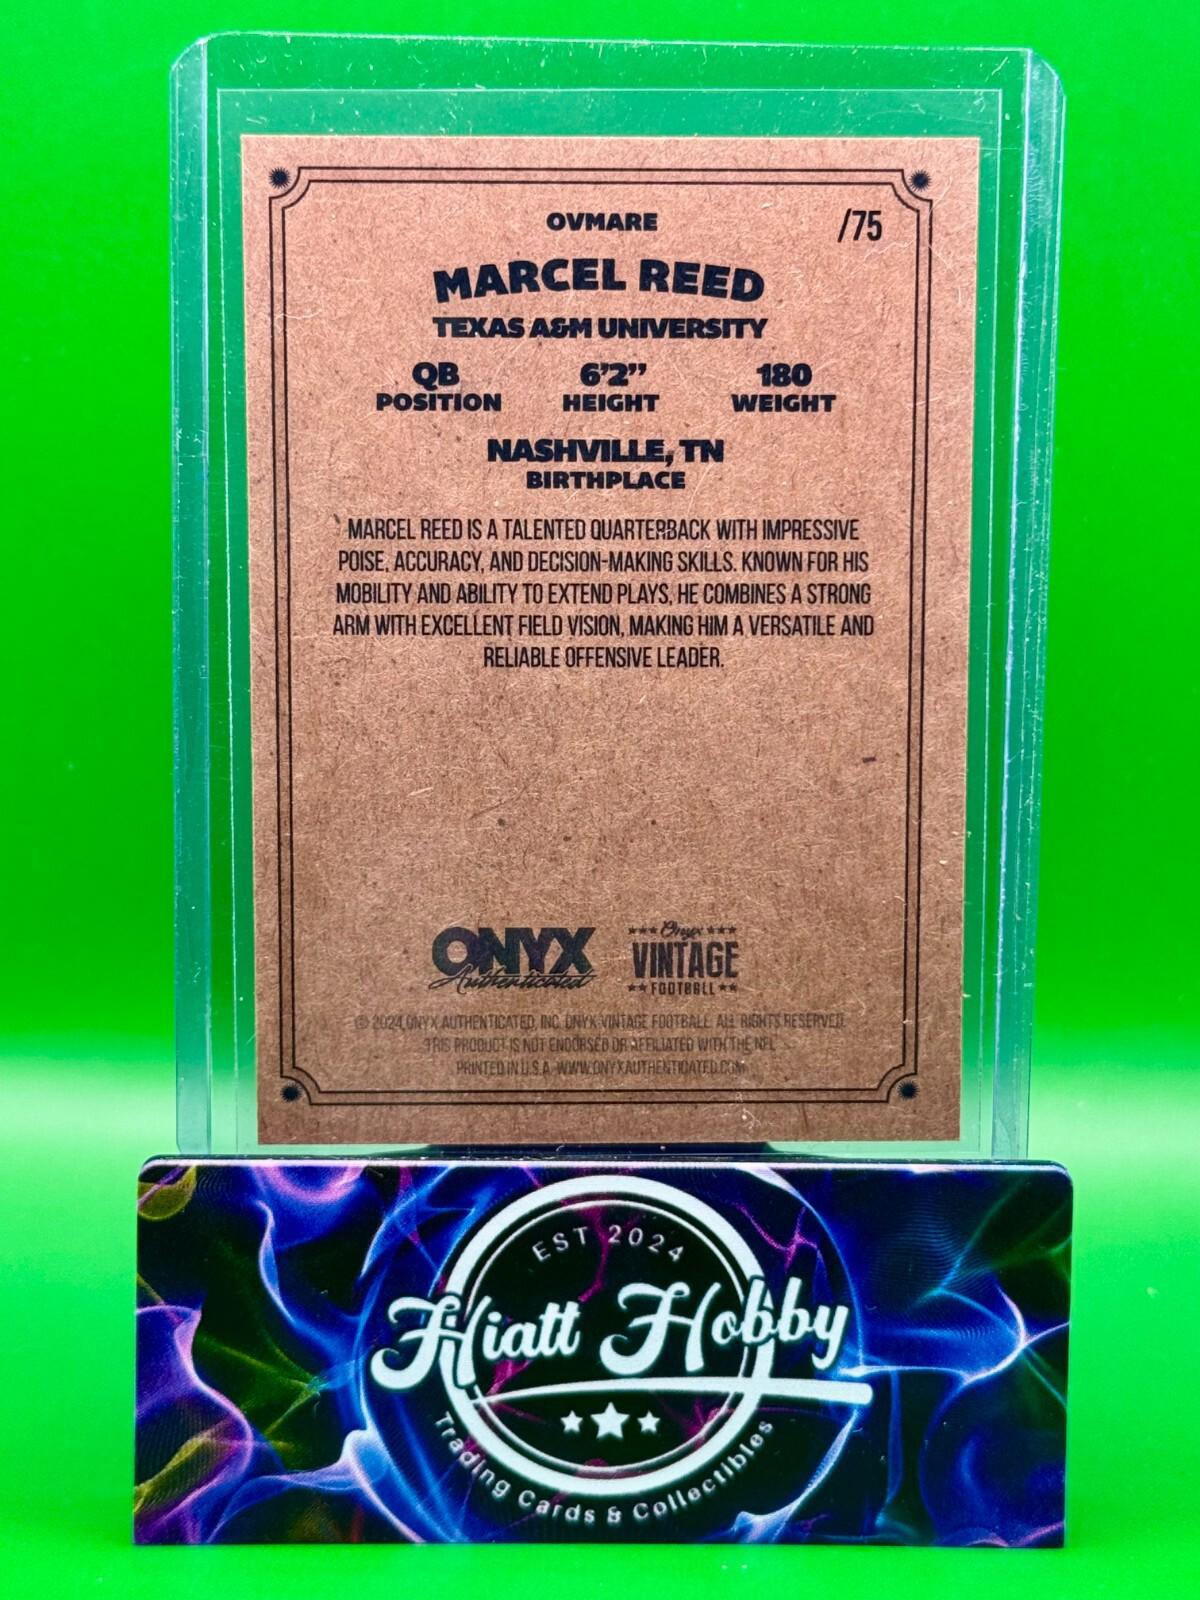 OVMARE
/75
MARCEL REED
TEXAS A&M UNIVERSITY
QB 6'2" 180
POSITION HEIGHT WEIGHT
NASHVILLE, TN
BIRTHPLACE
MARCEL REED IS A TALENTED QUARTERBACK WITH IMPRESSIVE
POISE, ACCURACY, AND DECISION-MAKING SKILLS. KNOWN FOR HIS
MOBILITY AND ABILITY TO EXTEND PLAYS, HE COMBINES A STRONG
ARM WITH EXCELLENT FIELD VISION, MAKING HIM A VERSATILE AND
RELIABLE OFFENSIVE LEADER.
ONYX
Authenticated
Onyx
VINTAGE
FOOTBALL
© 2024 ONYX AUTHENTICATED, INC. ONYX VINTAGE FOOTBALL. ALL RIGHTS RESERVED.
THIS PRODUCT IS NOT ENDORSED OR AFFILIATED WITH THE NFL
PRINTED IN U.S.A. WWW.ONYXAUTHENTICATED.COM
EST 2024
Hiatt Hobby
Trading Cards & Collectibles